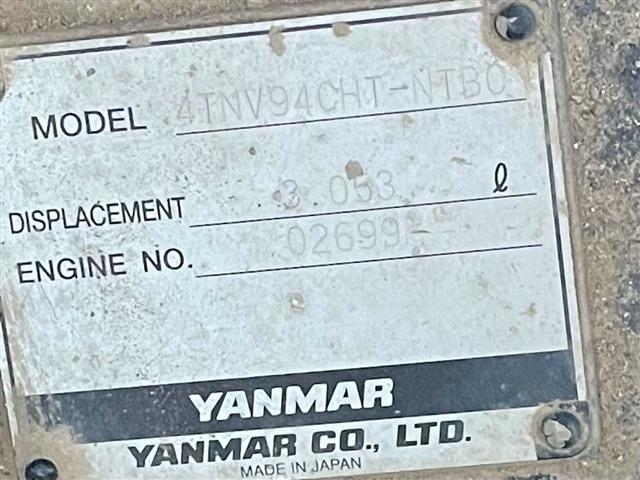 MODEL 4TNV94CHT-NTBC
DISPLACEMENT 3.053 ℓ
ENGINE NO. 02699
YANMAR
YANMAR CO., LTD.
MADE IN JAPAN